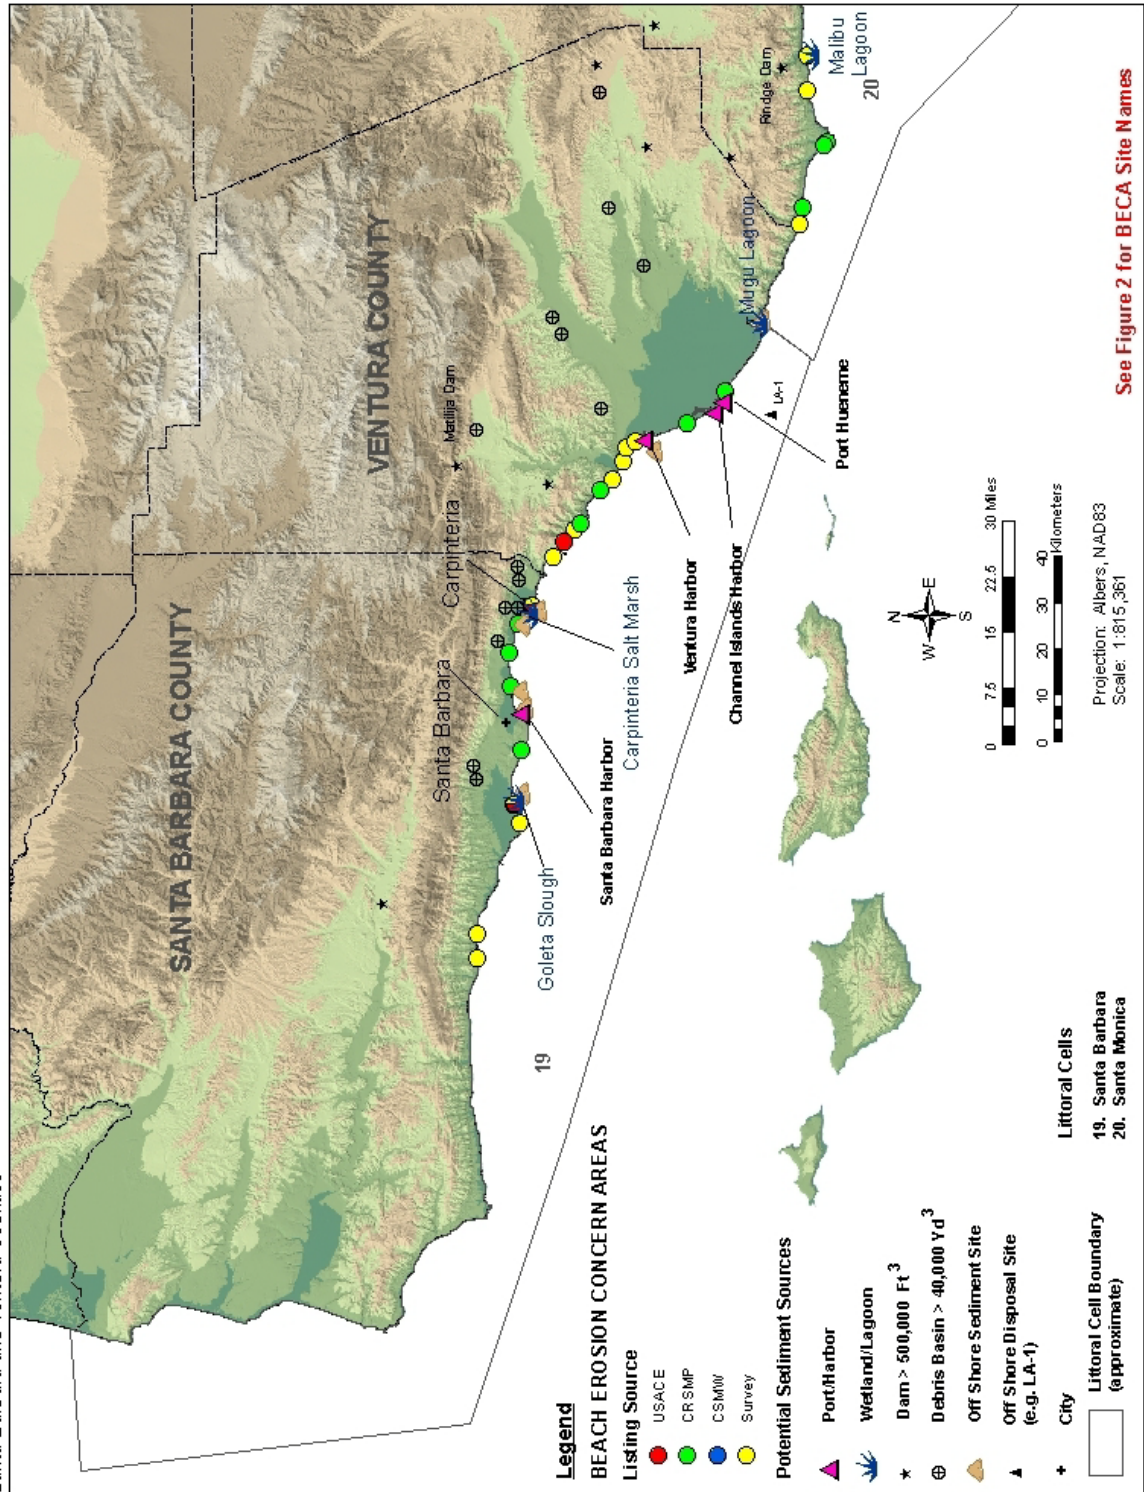 SANTA BARBARA COUNTY
VENTURA COUNTY
Santa Barbara
Carpinteria
Matilija Dam
Rindge Dam
Malibu
Lagoon
20
Mugu Lagoon
Goleta Slough
19
Santa Barbara Harbor
Carpinteria Salt Marsh
Ventura Harbor
Channel Islands Harbor
Port Hueneme
LA-1
See Figure 2 for BECA Site Names
Legend
BEACH EROSION CONCERN AREAS
Listing Source
USACE
CRSMP
CSMW
Survey
Potential Sediment Sources
Port/Harbor
Wetland/Lagoon
Dam > 500,000 Ft3
Debris Basin > 40,000 Yd3
Off Shore Sediment Site
Off Shore Disposal Site
(e.g. LA-1)
City
Littoral Cell Boundary
(approximate)
Littoral Cells
19. Santa Barbara
20. Santa Monica
N
W E
S
0 7.5 15 22.5 30 Miles
0 10 20 30 40
Kilometers
Projection: Albers, NAD83
Scale: 1:815,361